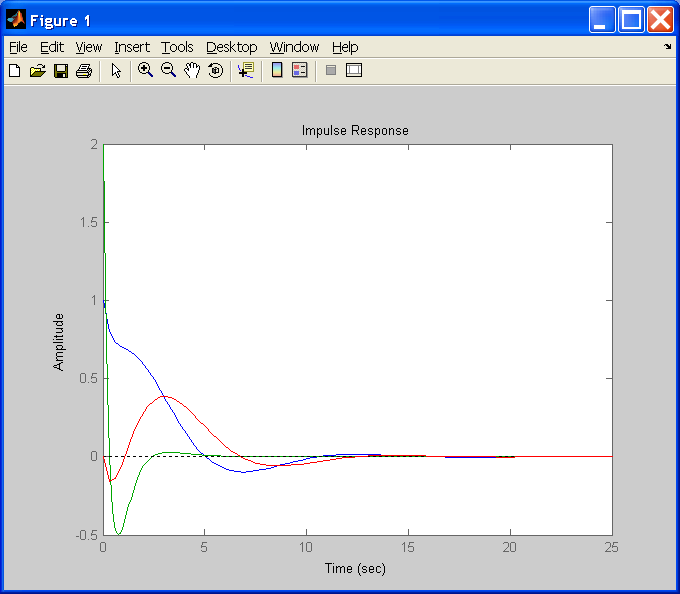 Figure 1
File Edit View Insert Tools Desktop Window Help
Impulse Response
2
1.5
1
0.5
0
-0.5
Amplitude
0 5 10 15 20 25
Time (sec)